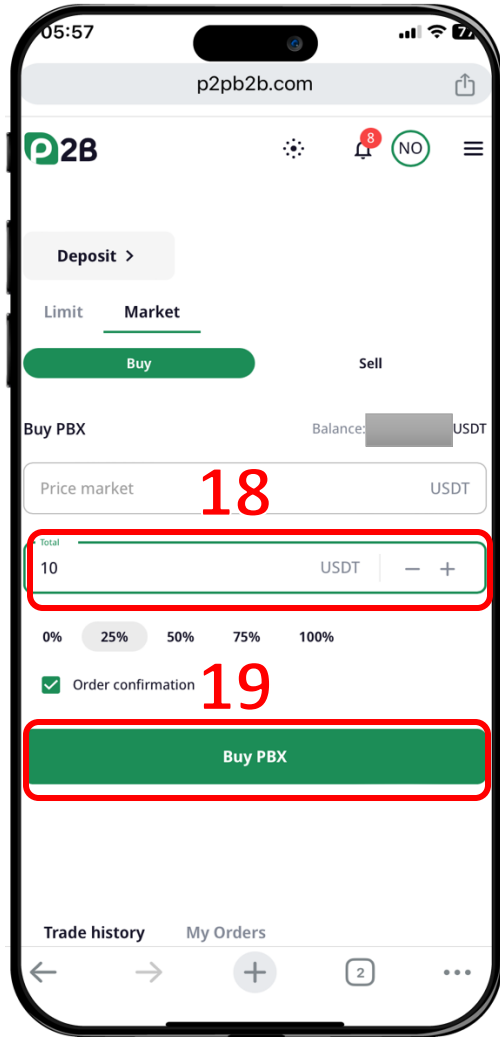 05:57
p2pb2b.com
P2B
8
NO
Deposit >
Limit Market
Buy Sell
Buy PBX Balance: USDT
Price market USDT
18
Total
10 USDT − +
0% 25% 50% 75% 100%
Order confirmation
19
Buy PBX
Trade history My Orders
2